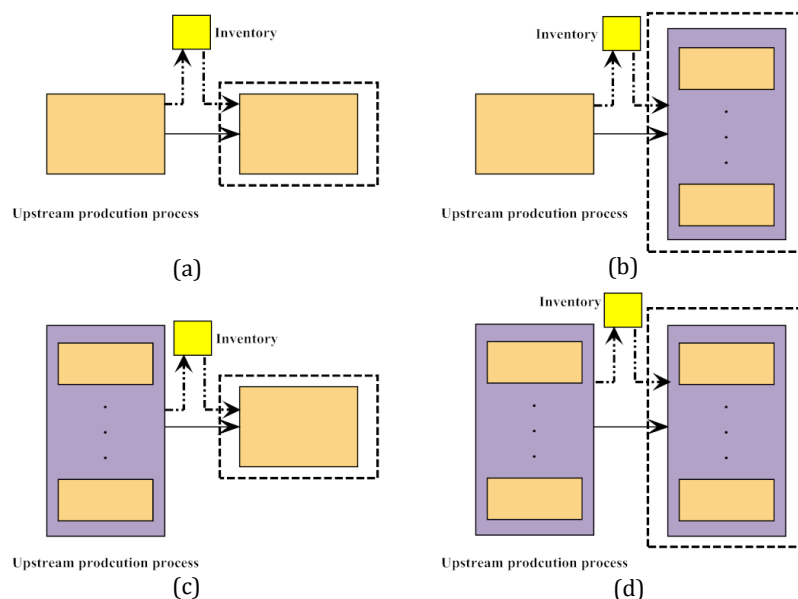 Inventory
Upstream prodcution process
(a)
Inventory
Upstream prodcution process
(b)
Inventory
Upstream prodcution process
(c)
Inventory
Upstream prodcution process
(d)